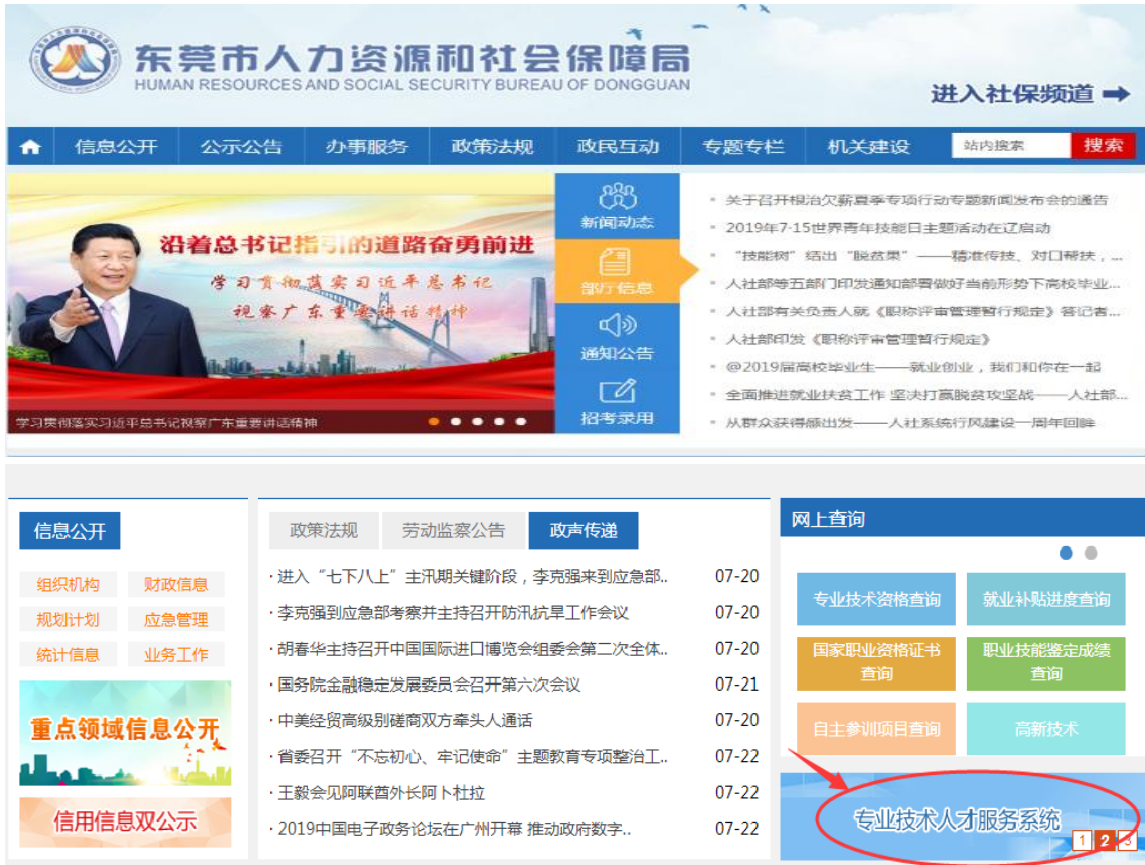 东莞市人力资源和社会保障局
HUMAN RESOURCES AND SOCIAL SECURITY BUREAU OF DONGGUAN
进入社保频道
信息公开 公示公告 办事服务 政策法规 政民互动 专题专栏 机关建设 站内搜索 搜索
沿着总书记指引的道路奋勇前进
学习贯彻落实习近平总书记
视察广东重要讲话精神
学习贯彻落实习近平总书记视察广东重要讲话精神
新闻动态
部厅信息
通知公告
招考录用
关于召开根治欠薪夏季专项行动专题新闻发布会的通告
2019年7·15世界青年技能日主题活动在辽启动
“技能树”结出“脱贫果”——精准传技、对口帮扶，...
人社部等五部门印发通知部署做好当前形势下高校毕业...
人社部有关负责人就《职称评审管理暂行规定》答记者...
人社部印发《职称评审管理暂行规定》
@2019届高校毕业生——就业创业，我们和你在一起
全面推进就业扶贫工作 坚决打赢脱贫攻坚战——人社部...
从群众获得感出发——人社系统行风建设一周年回眸
信息公开
组织机构 财政信息
规划计划 应急管理
统计信息 业务工作
重点领域信息公开
信用信息双公示
政策法规 劳动监察公告 政声传递
·进入“七下八上”主汛期关键阶段，李克强来到应急部.. 07-20
·李克强到应急部考察并主持召开防汛抗旱工作会议 07-20
·胡春华主持召开中国国际进口博览会组委会第二次全体.. 07-20
·国务院金融稳定发展委员会召开第六次会议 07-21
·中美经贸高级别磋商双方牵头人通话 07-20
·省委召开“不忘初心、牢记使命”主题教育专项整治工.. 07-22
·王毅会见阿联酋外长阿卜杜拉 07-22
·2019中国电子政务论坛在广州开幕 推动政府数字.. 07-22
网上查询
专业技术资格查询 就业补贴进度查询
国家职业资格证书查询 职业技能鉴定成绩查询
自主参训项目查询 高新技术
专业技术人才服务系统
1 2 3